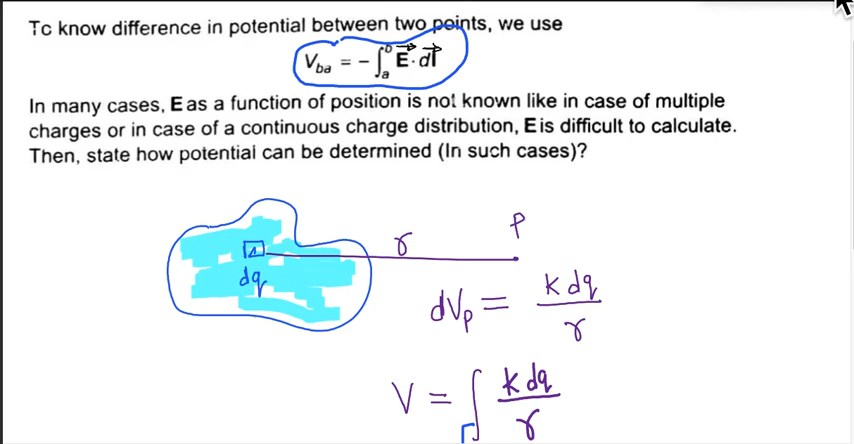 Tc know difference in potential between two points, we use
V_ba = - ∫_a^b E⃗ · dl⃗
In many cases, E as a function of position is not known like in case of multiple
charges or in case of a continuous charge distribution, E is difficult to calculate.
Then, state how potential can be determined (In such cases)?
r P
dq
dV_p = k dq / r
V = ∫ k dq / r